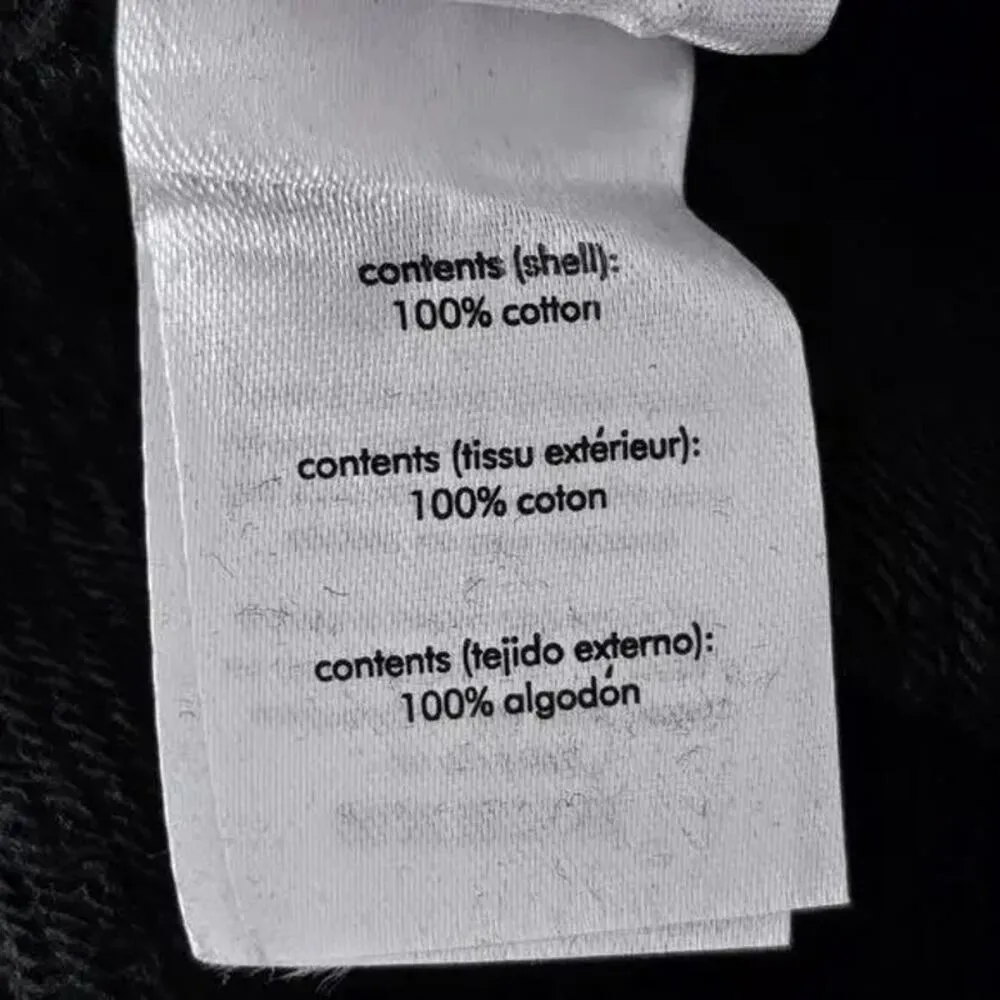 contents (shell):
100% cotton
contents (tissu extérieur):
100% coton
contents (tejido externo):
100% algodón